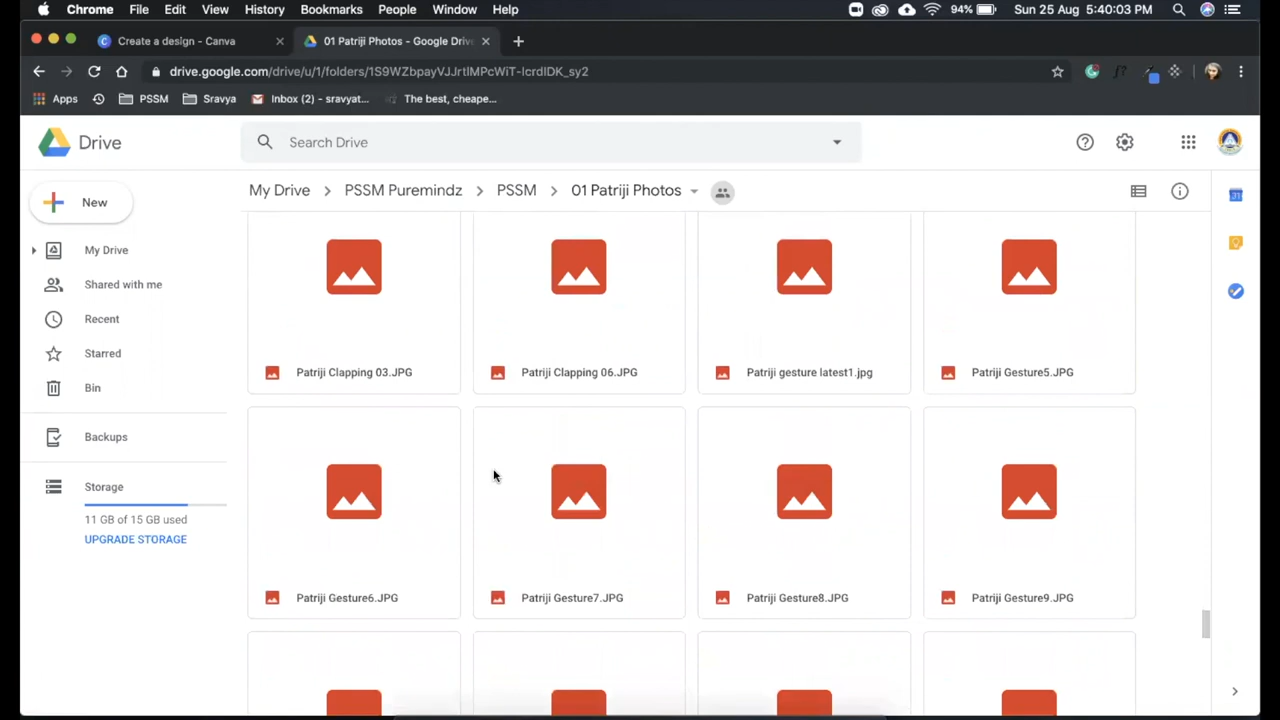 Chrome File Edit View History Bookmarks People Window Help 94% Sun 25 Aug 5:40:03 PM
Create a design - Canva
01 Patriji Photos - Google Driv
drive.google.com/drive/u/1/folders/
Apps PSSM Sravya Inbox (2) - sravyat... The best, cheape...
Drive
Search Drive
New
My Drive > PSSM Puremindz > PSSM > 01 Patriji Photos
My Drive
Shared with me
Recent
Starred
Bin
Backups
Storage
11 GB of 15 GB used
UPGRADE STORAGE
Patriji Clapping 03.JPG
Patriji Clapping 06.JPG
Patriji gesture latest1.jpg
Patriji Gesture5.JPG
Patriji Gesture6.JPG
Patriji Gesture7.JPG
Patriji Gesture8.JPG
Patriji Gesture9.JPG